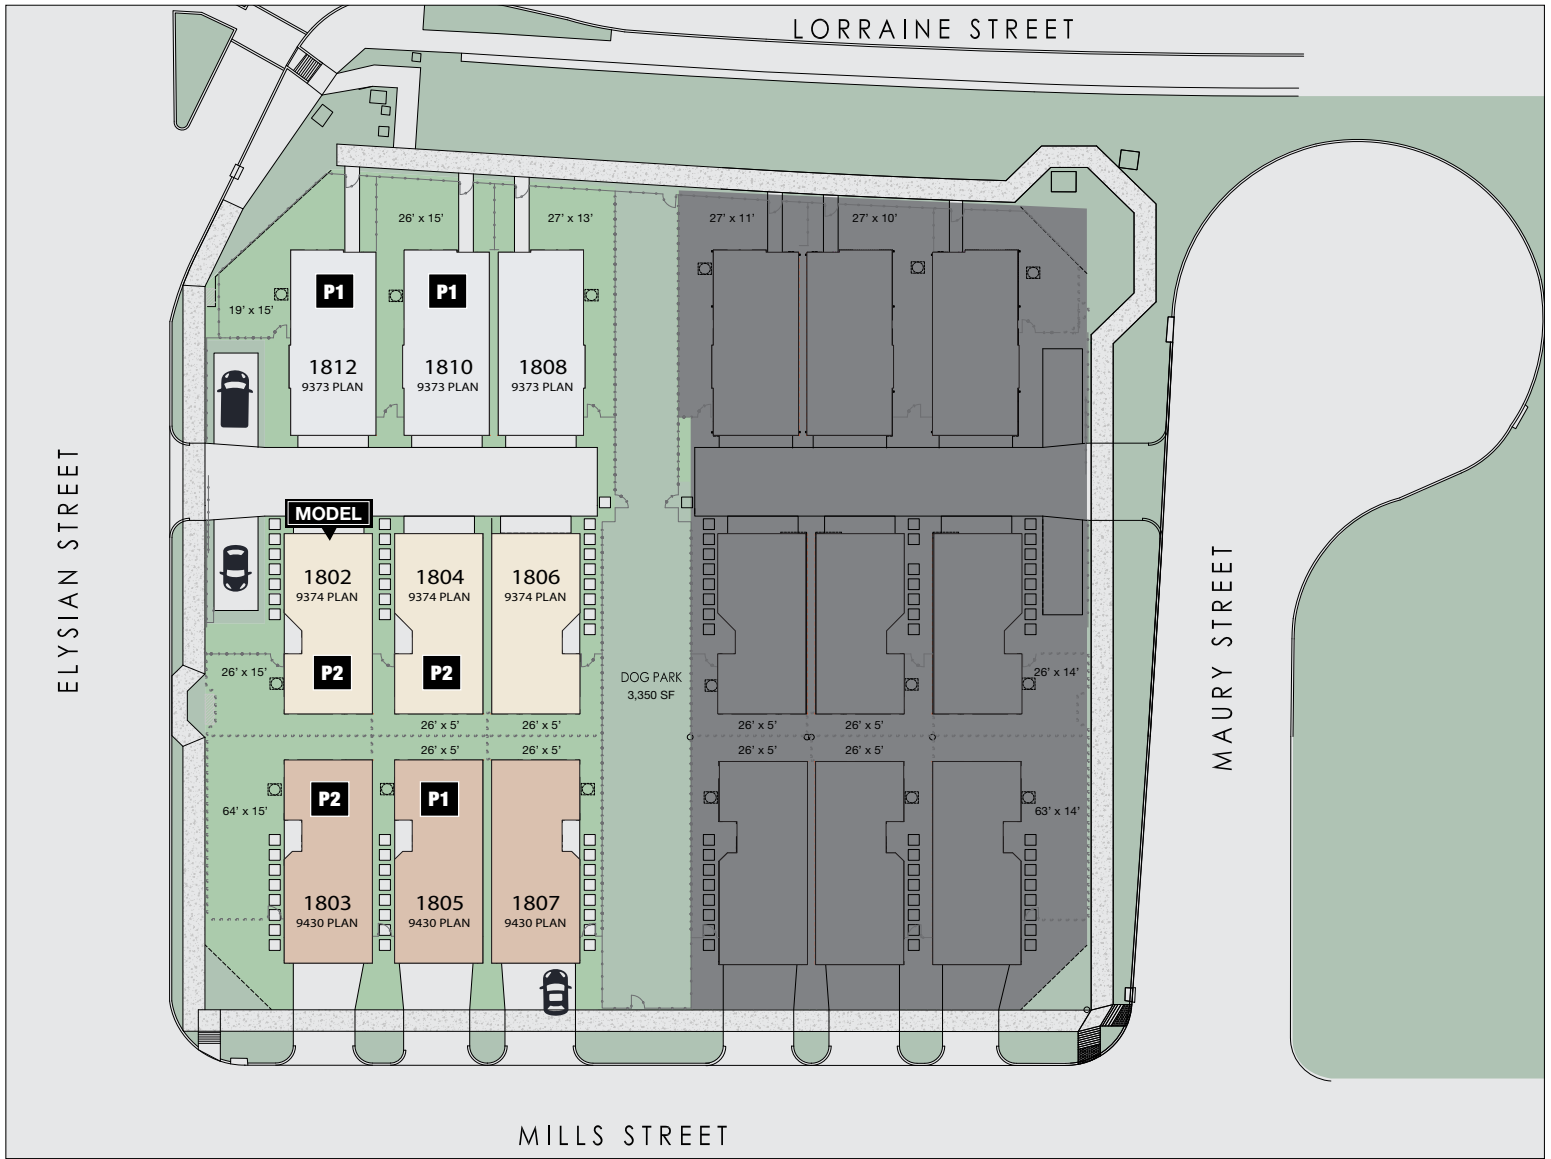 LORRAINE STREET
26' x 15'
27' x 13'
27' x 11'
27' x 10'
P1
P1
19' x 15'
1812
9373 PLAN
1810
9373 PLAN
1808
9373 PLAN
ELYSIAN STREET
MODEL
1802
9374 PLAN
1804
9374 PLAN
1806
9374 PLAN
MAURY STREET
26' x 15'
P2
P2
DOG PARK
3,350 SF
26' x 14'
26' x 5'
26' x 5'
26' x 5'
26' x 5'
26' x 5'
26' x 5'
26' x 5'
26' x 5'
64' x 15'
P2
P1
63' x 14'
1803
9430 PLAN
1805
9430 PLAN
1807
9430 PLAN
MILLS STREET